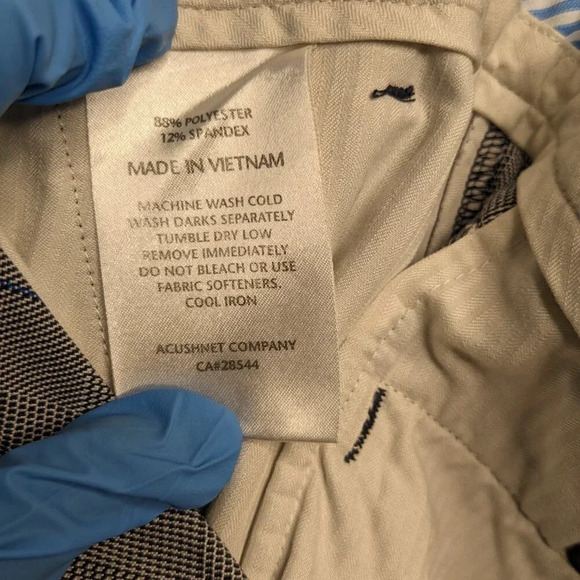 88% POLYESTER
12% SPANDEX
MADE IN VIETNAM
MACHINE WASH COLD
WASH DARKS SEPARATELY
TUMBLE DRY LOW
REMOVE IMMEDIATELY
DO NOT BLEACH OR USE
FABRIC SOFTENERS.
COOL IRON
ACUSHNET COMPANY
CA#28544